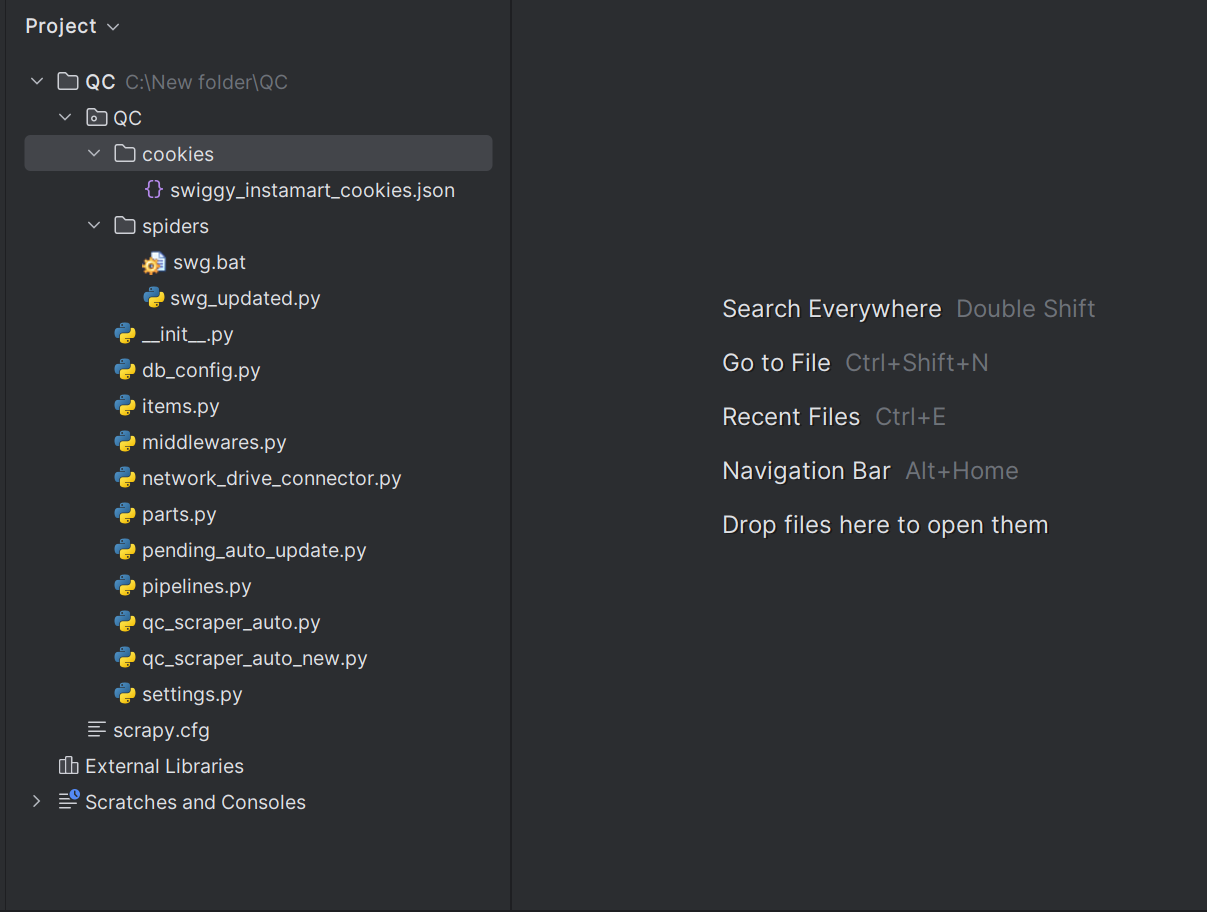 Project
QC C:\New folder\QC
QC
cookies
{} swiggy_instamart_cookies.json
spiders
swg.bat
swg_updated.py
__init__.py
db_config.py
items.py
middlewares.py
network_drive_connector.py
parts.py
pending_auto_update.py
pipelines.py
qc_scraper_auto.py
qc_scraper_auto_new.py
settings.py
scrapy.cfg
External Libraries
Scratches and Consoles
Search Everywhere Double Shift
Go to File Ctrl+Shift+N
Recent Files Ctrl+E
Navigation Bar Alt+Home
Drop files here to open them